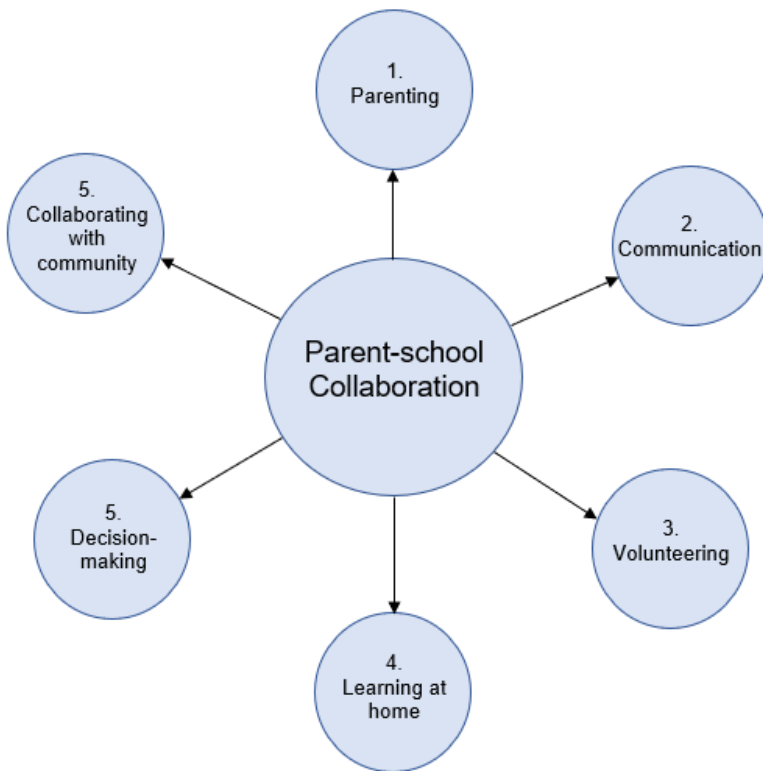 1.
Parenting
2.
Communication
3.
Volunteering
4.
Learning at
home
5.
Decision-
making
5.
Collaborating
with
community
Parent-school
Collaboration